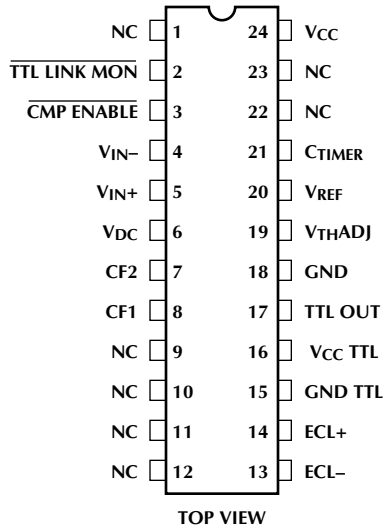 NC 1 24 VCC
TTL LINK MON 2 23 NC
CMP ENABLE 3 22 NC
VIN– 4 21 CTIMER
VIN+ 5 20 VREF
VDC 6 19 VTHADJ
CF2 7 18 GND
CF1 8 17 TTL OUT
NC 9 16 VCC TTL
NC 10 15 GND TTL
NC 11 14 ECL+
NC 12 13 ECL–
TOP VIEW